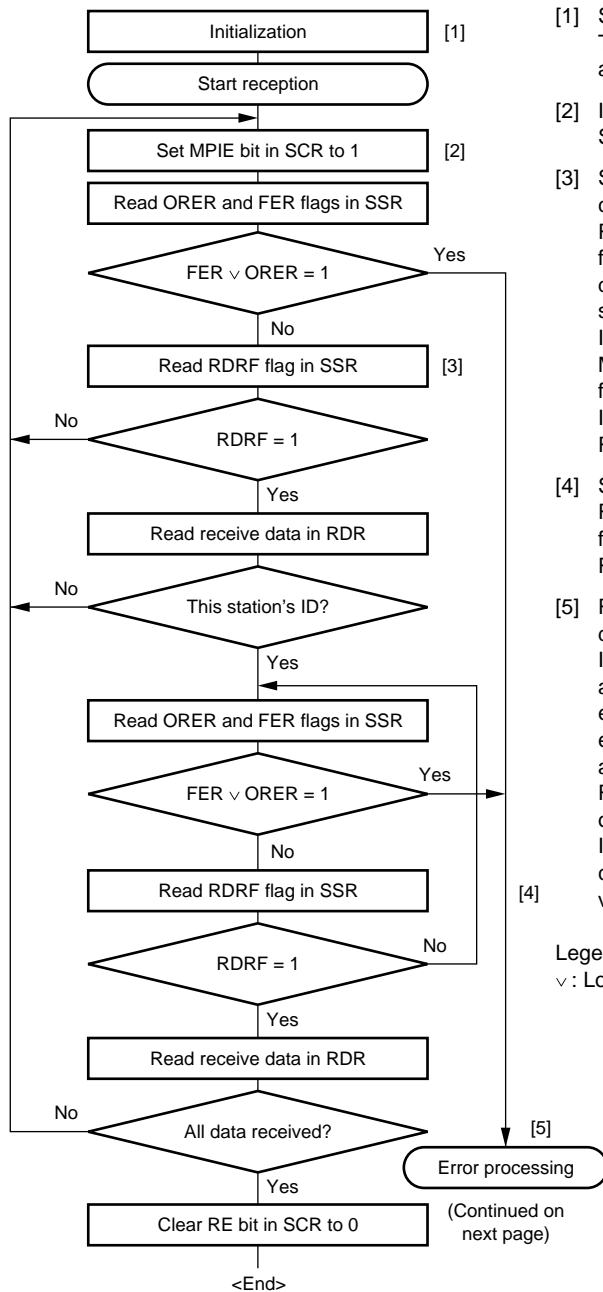 Initialization
[1]
Start reception
Set MPIE bit in SCR to 1
[2]
Read ORER and FER flags in SSR
FER ∨ ORER = 1
Yes
No
Read RDRF flag in SSR
[3]
RDRF = 1
No
Yes
Read receive data in RDR
This station's ID?
No
Yes
Read ORER and FER flags in SSR
FER ∨ ORER = 1
Yes
No
Read RDRF flag in SSR
[4]
RDRF = 1
No
Yes
Read receive data in RDR
All data received?
No
Yes
[5]
Error processing
(Continued on
next page)
Clear RE bit in SCR to 0
<End>
[1]
[2]
[3]
[4]
[5]
∨ :